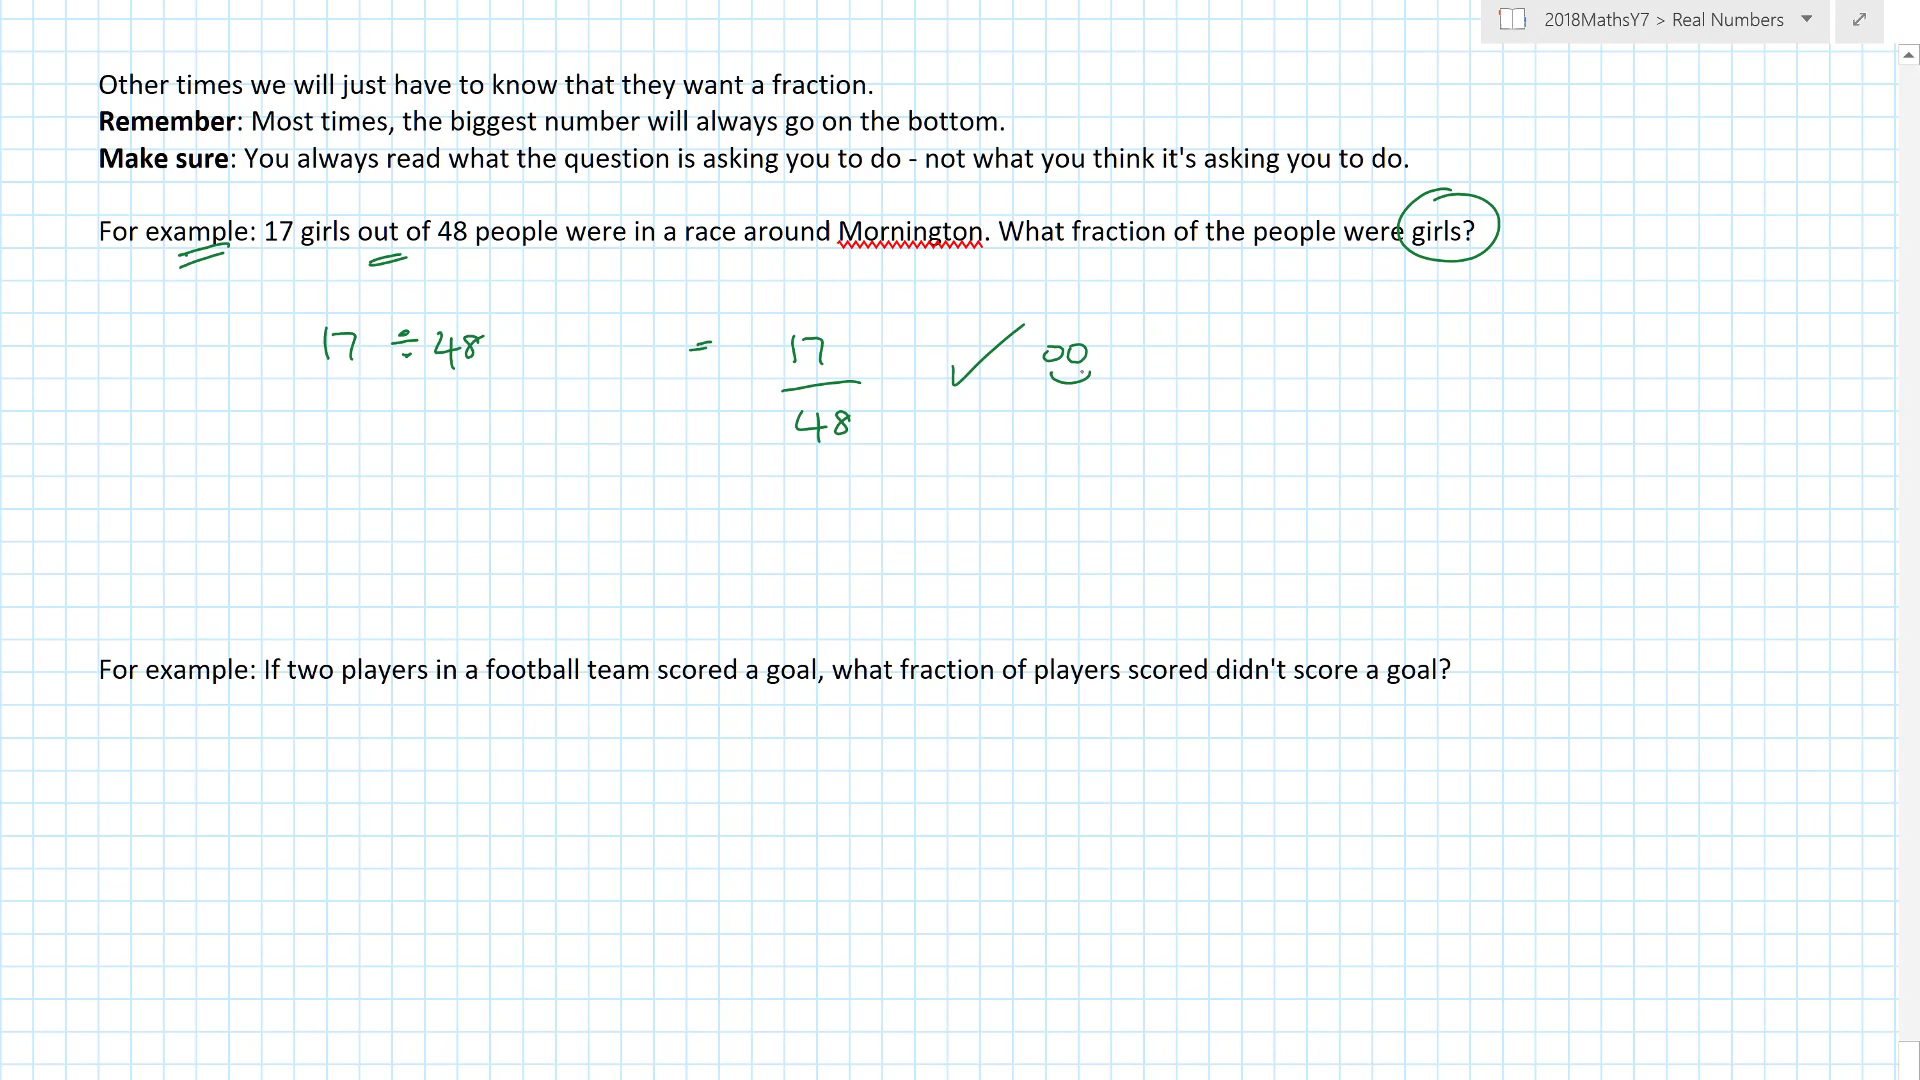 2018MathsY7 > Real Numbers
Other times we will just have to know that they want a fraction.
Remember: Most times, the biggest number will always go on the bottom.
Make sure: You always read what the question is asking you to do - not what you think it's asking you to do.
For example: 17 girls out of 48 people were in a race around Mornington. What fraction of the people were girls?
17 ÷ 48 = 17
48
For example: If two players in a football team scored a goal, what fraction of players scored didn't score a goal?